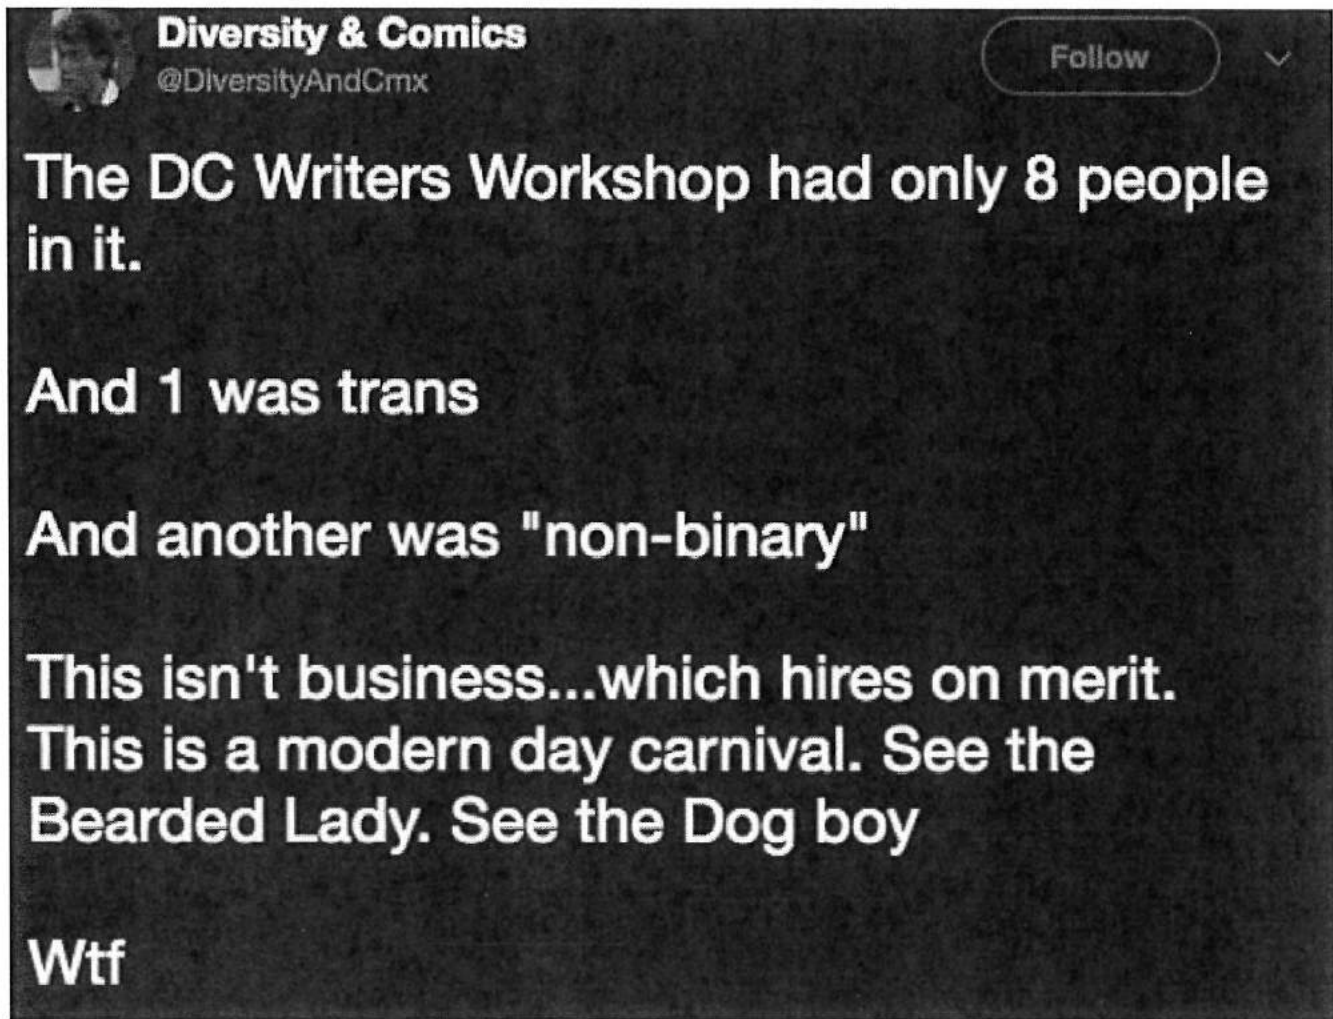 Diversity & Comics
@DiversityAndCmx
Follow
The DC Writers Workshop had only 8 people
in it.
And 1 was trans
And another was "non-binary"
This isn't business...which hires on merit.
This is a modern day carnival. See the
Bearded Lady. See the Dog boy
Wtf